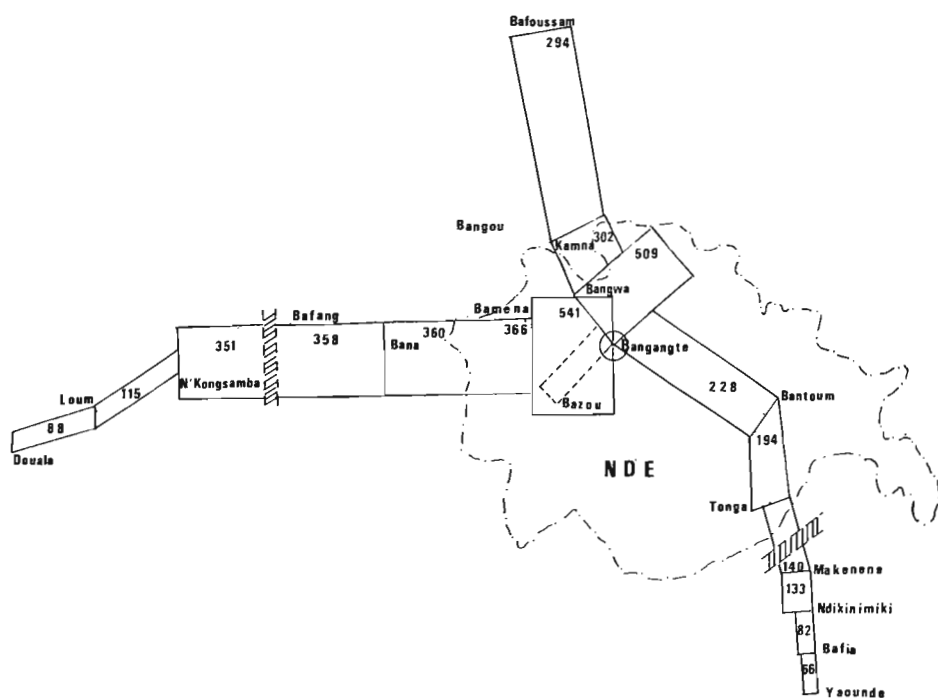 Bafoussam
294
Bangou
Kamna
302
509
Bangwa
Bamena
541
Bafang
360
366
351
358
Bana
Bangangte
N'Kongsamba
228
Loum
115
Bazou
Bantoum
88
194
Douala
NDE
Tonga
140
Makenene
133
Ndikinimiki
82
Bafia
66
Yaounde